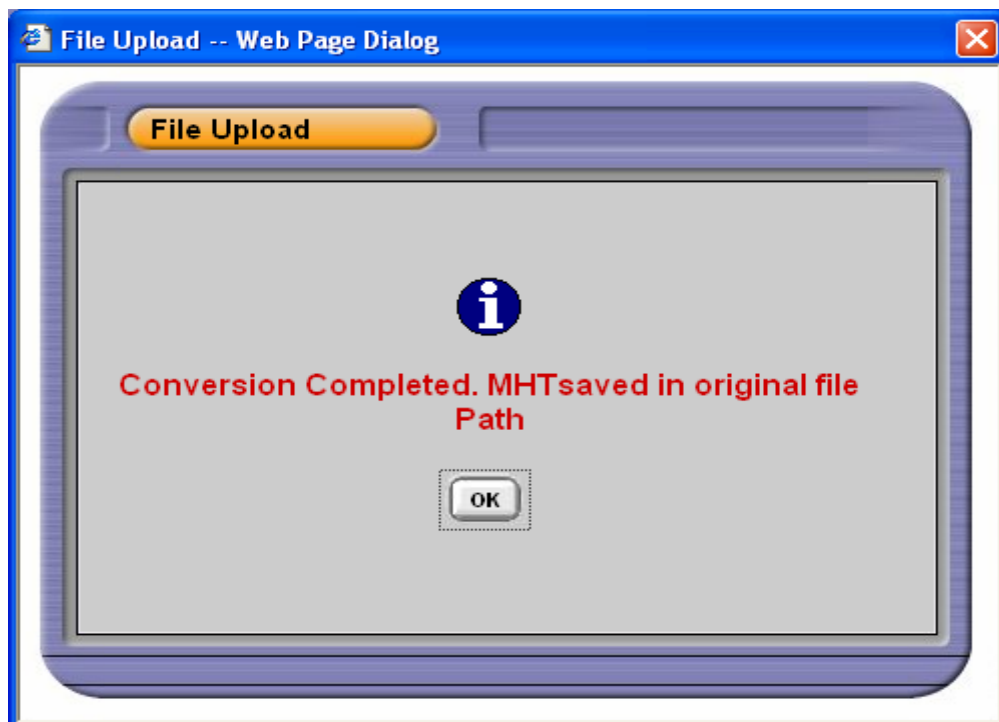 File Upload -- Web Page Dialog
File Upload
Conversion Completed. MHTsaved in original file
Path
OK